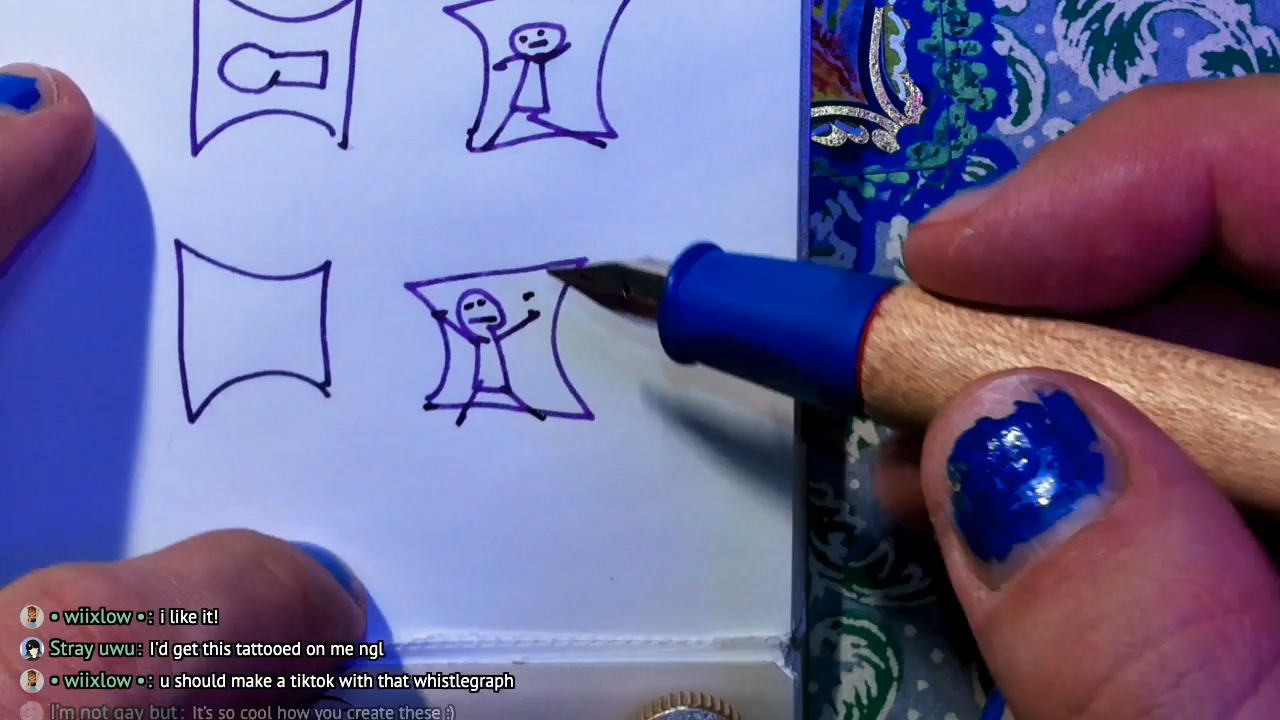 • wiixlow •: i like it!
Stray uwu: I'd get this tattooed on me ngl
• wiixlow •: u should make a tiktok with that whistlegraph
I'm not gay but: It's so cool how you create these :)